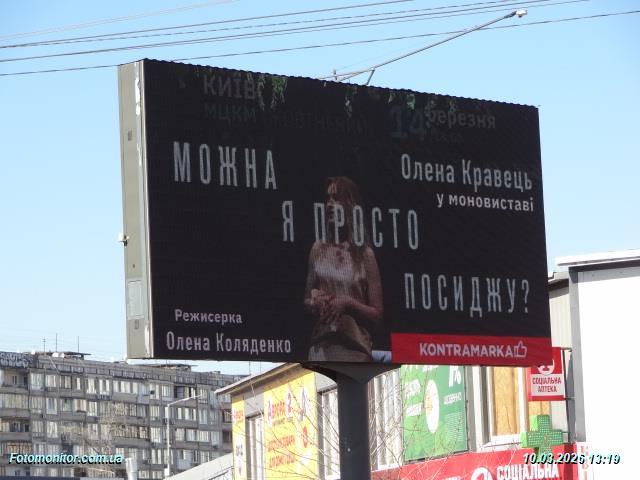 КИЇВ
МЦКМ ЖОВТНЕВИЙ
14 березня
МОЖНА
Я ПРОСТО
ПОСИДЖУ?
Олена Кравець
у моновиставі
Режисерка
Олена Коляденко
KONTRAMARKA
СОЦІАЛЬНА
АПТЕКА
СОЦІАЛЬНА
Fotomonitor.com.ua
10.03.2026 13:19